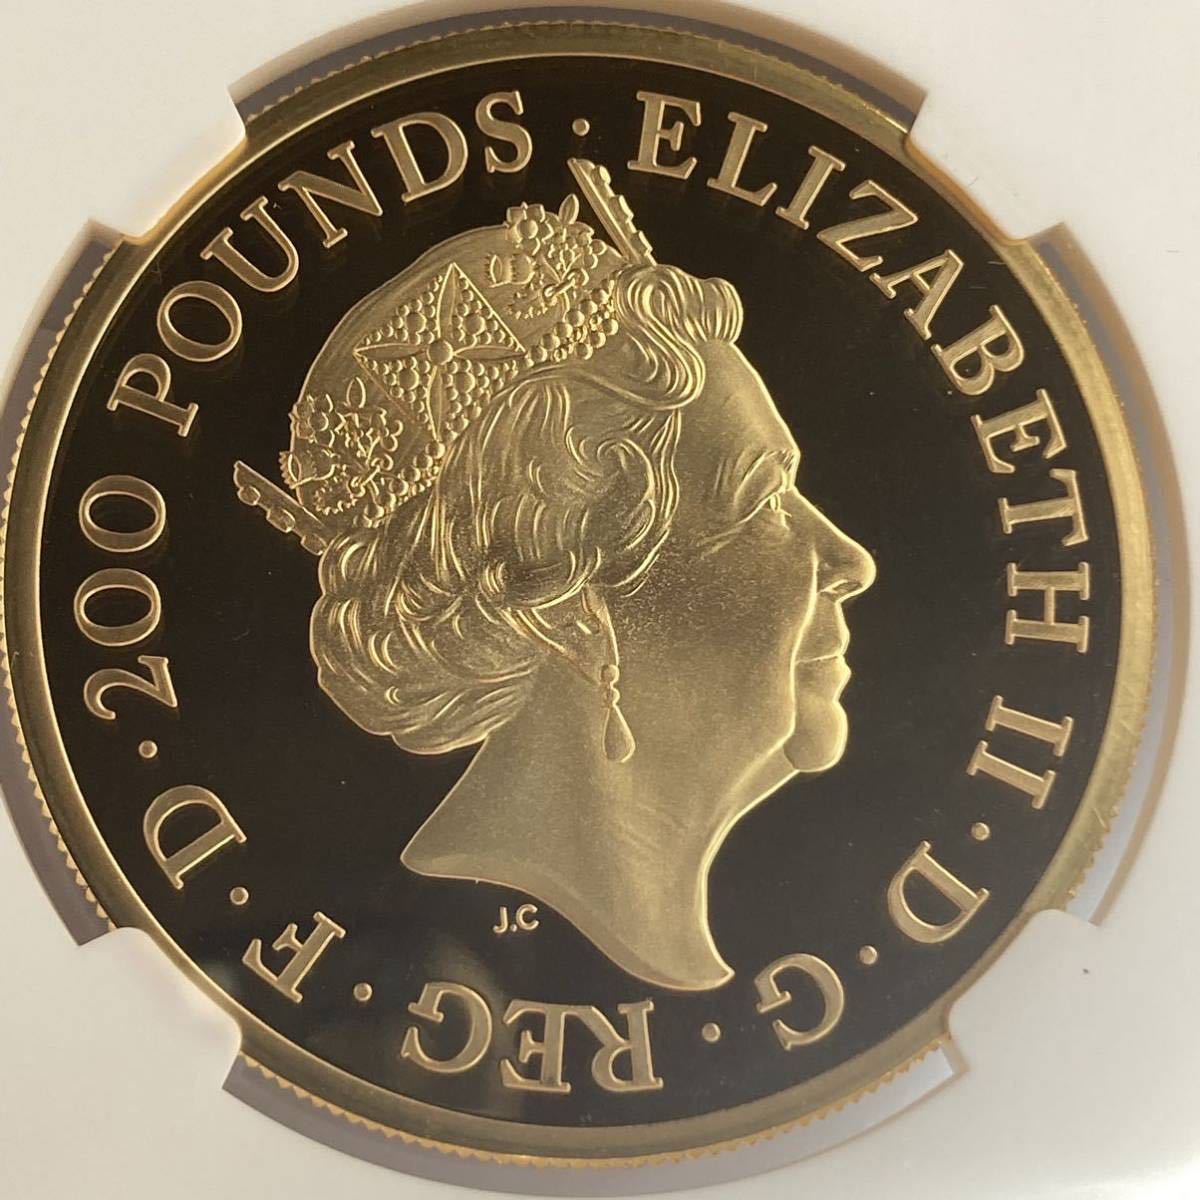 ELIZABETH II · D · G · REG · F · D · 200 POUNDS ·
J.C